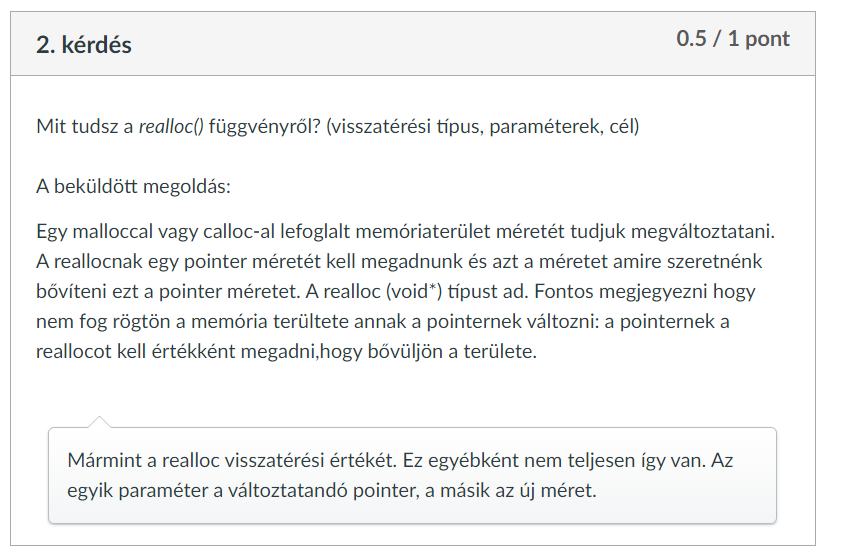 2. kérdés
0.5 / 1 pont
Mit tudsz a realloc() függvényről? (visszatérési típus, paraméterek, cél)
A beküldött megoldás:
Egy malloccal vagy calloc-al lefoglalt memóriaterület méretét tudjuk megváltoztatani.
A reallocnak egy pointer méretét kell megadnunk és azt a méretet amire szeretnénk
bővíteni ezt a pointer méretet. A realloc (void*) típust ad. Fontos megjegyezni hogy
nem fog rögtön a memória terültete annak a pointernek változni: a pointernek a
reallocot kell értékként megadni,hogy bővüljön a területe.
Mármint a realloc visszatérési értékét. Ez egyébként nem teljesen így van. Az
egyik paraméter a változtatandó pointer, a másik az új méret.